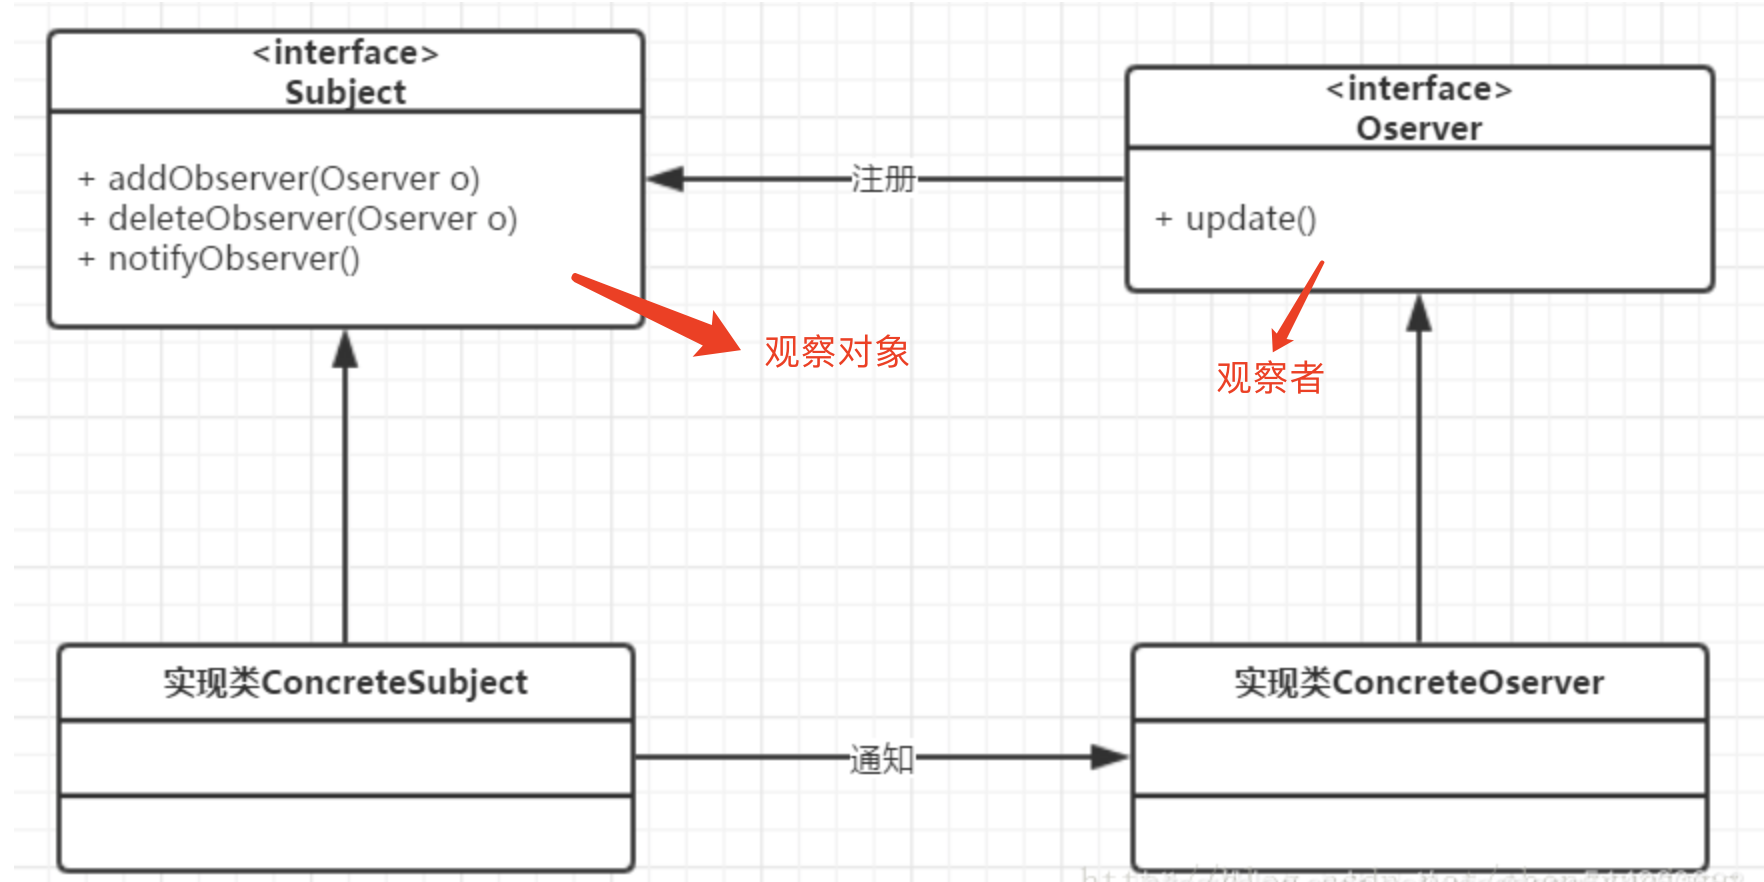 <interface>
Subject
+ addObserver(Oserver o)
+ deleteObserver(Oserver o)
+ notifyObserver()
<interface>
Oserver
+ update()
注册
观察对象
观察者
实现类ConcreteSubject
实现类ConcreteOserver
通知